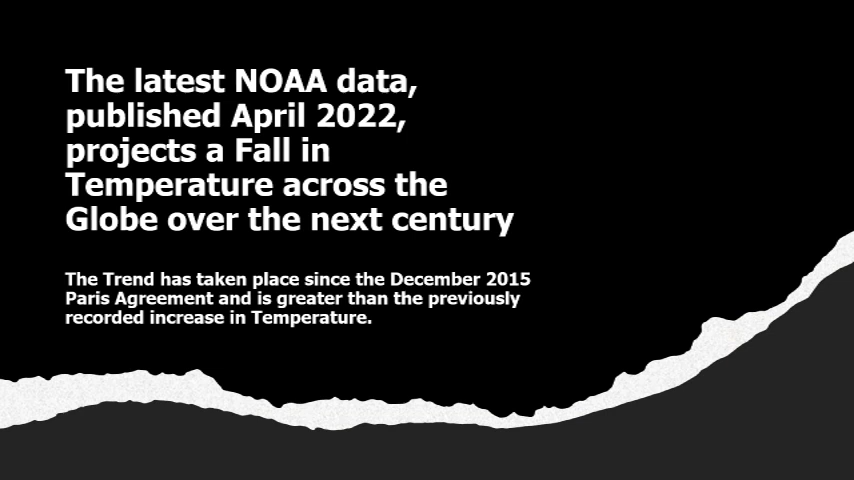 The latest NOAA data,
published April 2022,
projects a Fall in
Temperature across the
Globe over the next century
The Trend has taken place since the December 2015
Paris Agreement and is greater than the previously
recorded increase in Temperature.